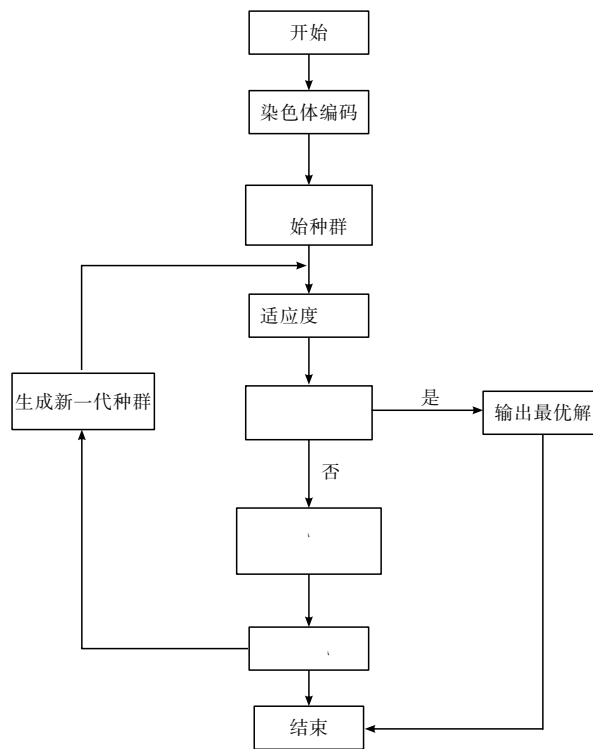 开始
染色体编码
始种群
适应度
生成新一代种群
是
输出最优解
否
结束